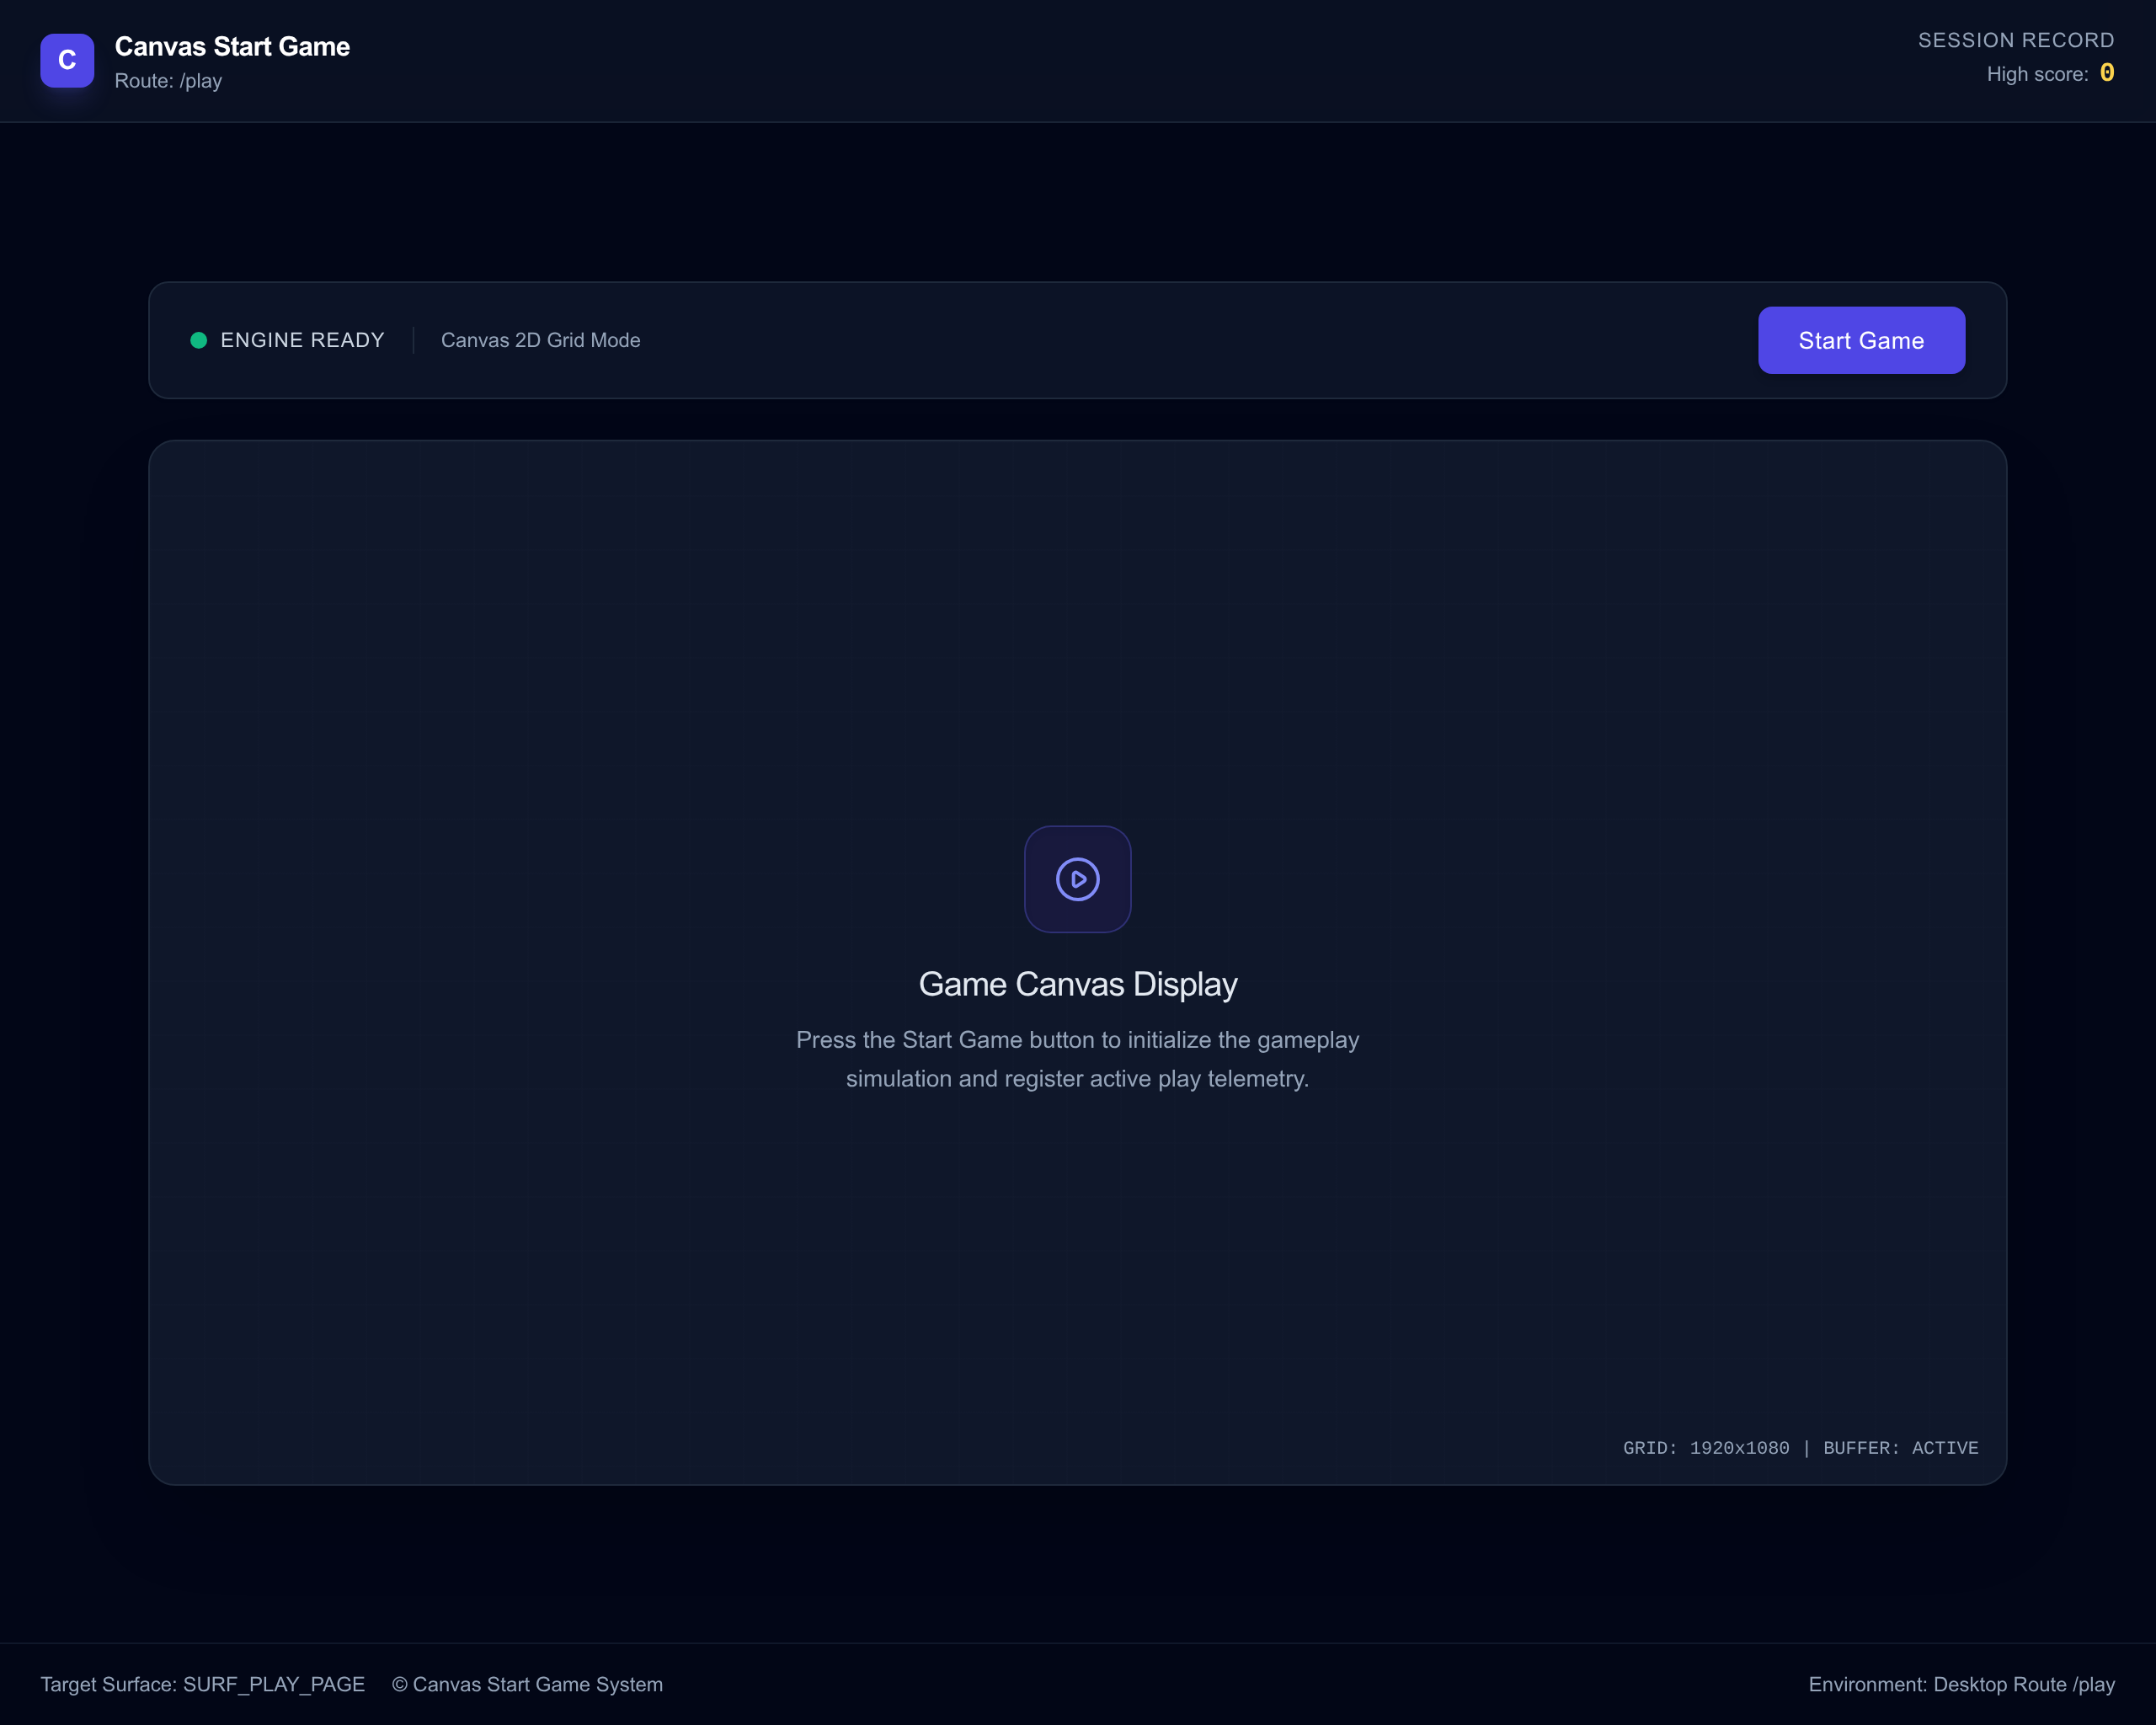 C
Canvas Start Game
Route: /play
SESSION RECORD
High score: 0
ENGINE READY
Canvas 2D Grid Mode
Start Game
Game Canvas Display
Press the Start Game button to initialize the gameplay
simulation and register active play telemetry.
GRID: 1920x1080 | BUFFER: ACTIVE
Target Surface: SURF_PLAY_PAGE
© Canvas Start Game System
Environment: Desktop Route /play